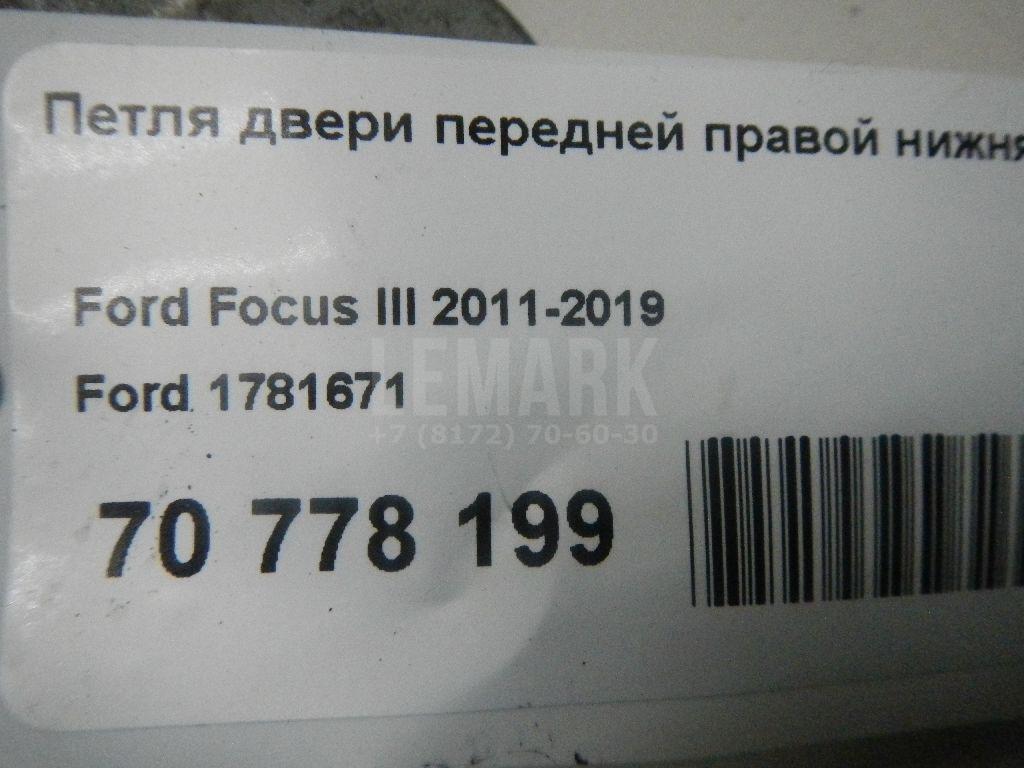 Петля двери передней правой нижня
Ford Focus III 2011-2019
Ford 1781671
LEMARK
+7 (8172) 70-60-30
70 778 199